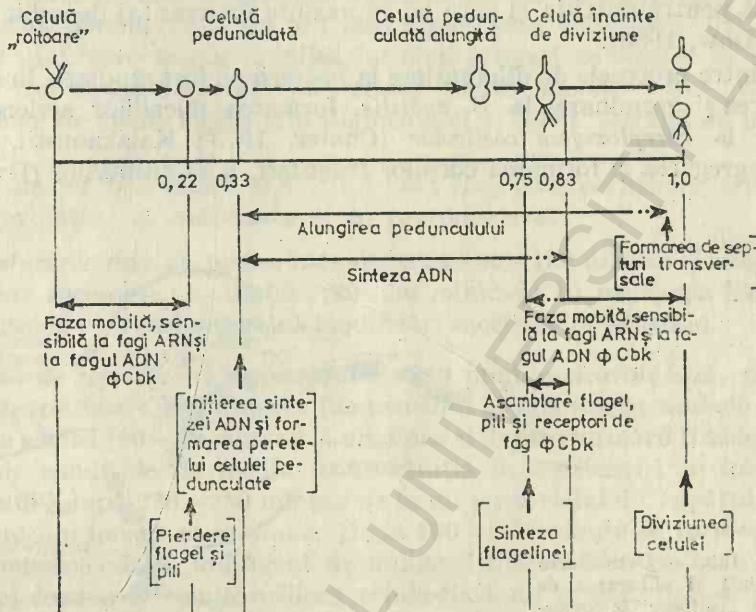 Celulă
„roitoare”
Celulă
pedunculată
Celulă pedun-
culată alungită
Celulă înainte
de diviziune
0,22
0,33
0,75
0,83
1,0
Alungirea pedunculului
Sinteza ADN
Formarea de sep-
turi transver-
sale
Faza mobilă, sen-
sibilă la fagi ARN și
la fagul ADN
ϕCbk
Faza mobilă, sensibi-
lă la fagi ARN și la fa-
gul ADN ϕ Cbk
Inițierea sinte-
zei ADN și for-
marea perete-
lui celulei pe-
dunculate
Asamblare flagel,
pili și receptori de
fag ϕCbk
Pierdere
flagel și
pili
Sinteza
flagelinei
Diviziunea
celulei
UNIVERSITY